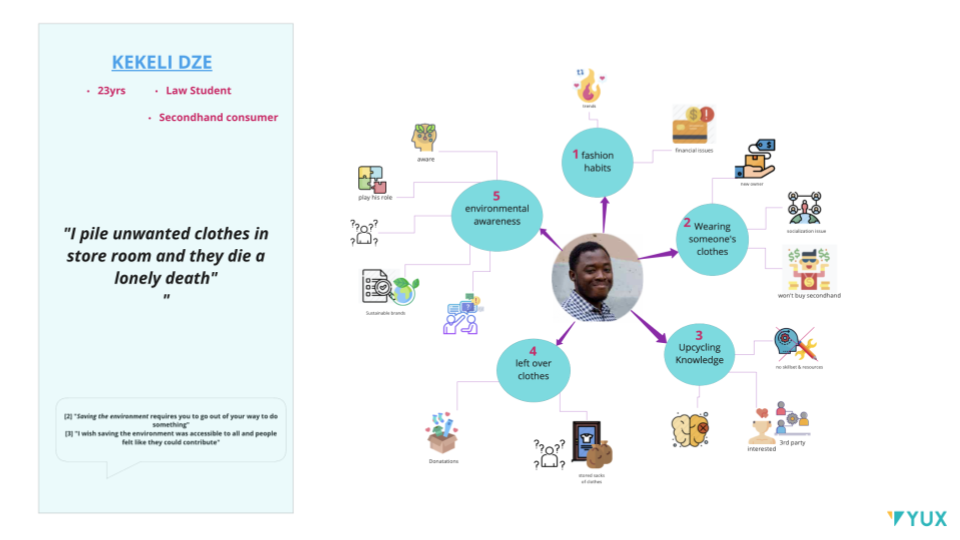 KEKELI DZE
• 23yrs • Law Student
• Secondhand consumer
"I pile unwanted clothes in
store room and they die a
lonely death"
"
[2] "Saving the environment requires you to go out of your way to do
something"
[3] "I wish saving the environment was accessible to all and people
felt like they could contribute"
trends
1 fashion
habits
financial issues
new owner
2 Wearing
someone's
clothes
socialization issue
won't buy secondhand
3
Upcycling
Knowledge
no skillset & resources
interested
3rd party
4
left over
clothes
Donatations
stored sacks
of clothes
5
environmental
awareness
aware
play his role
???
? ?
Sustainable brands
???
? ?
YUX